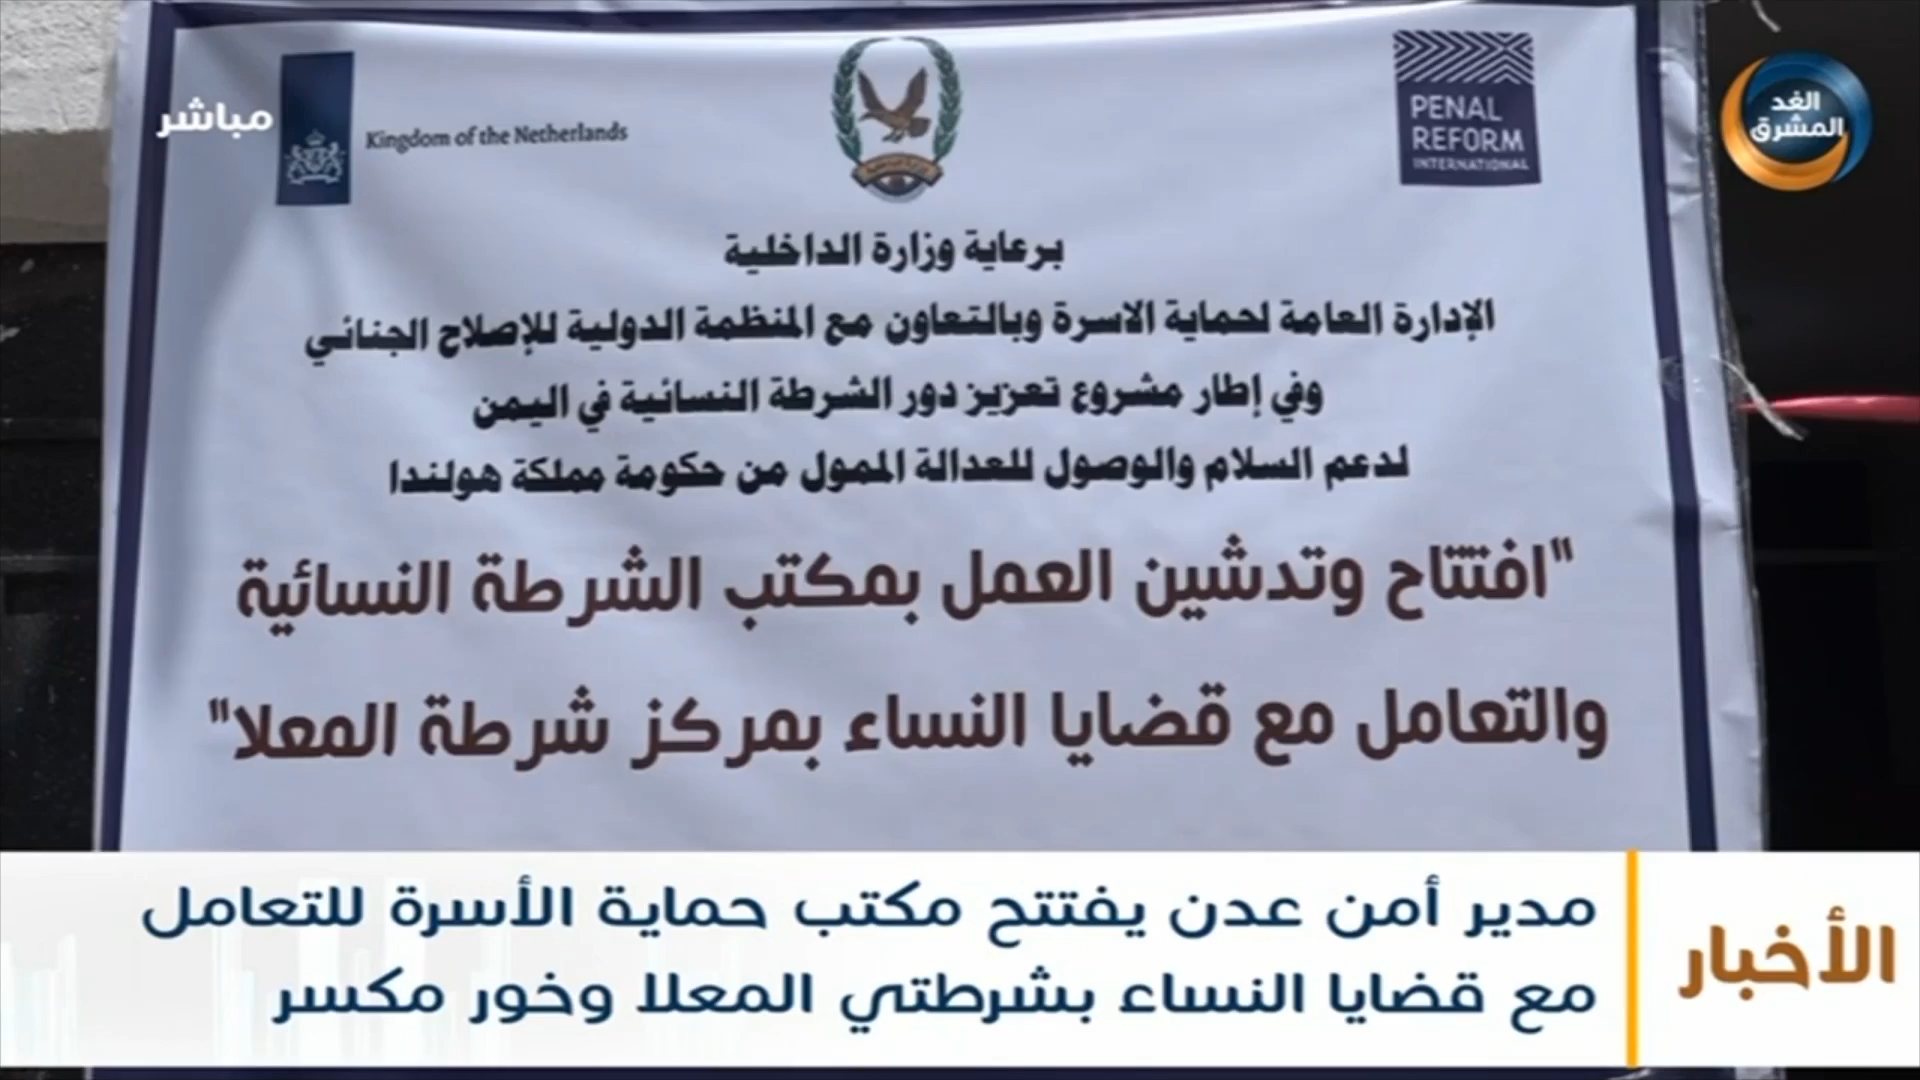 مباشر
Kingdom of the Netherlands
PENAL
REFORM
INTERNATIONAL
الغد
المشرق
برعاية وزارة الداخلية
الإدارة العامة لحماية الاسرة وبالتعاون مع المنظمة الدولية للإصلاح الجنائي
وفي إطار مشروع تعزيز دور الشرطة النسائية في اليمن
لدعم السلام والوصول للعدالة الممول من حكومة مملكة هولندا
"افتتاح وتدشين العمل بمكتب الشرطة النسائية
والتعامل مع قضايا النساء بمركز شرطة المعلا"
الأخبار
مدير أمن عدن يفتتح مكتب حماية الأسرة للتعامل
مع قضايا النساء بشرطتي المعلا وخور مكسر